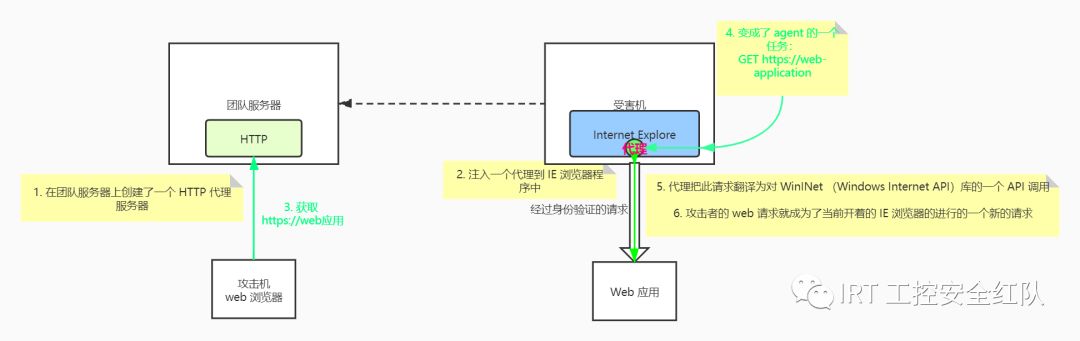 4. 变成了 agent 的一个
任务：
GET https://web-
application
团队服务器
HTTP
受害机
Internet Explore
代理
1. 在团队服务器上创建了一个 HTTP 代理
服务器
2. 注入一个代理到 IE 浏览器程
序中
3. 获取
https://web应用
经过身份验证的请求
5. 代理把此请求翻译为对 WinINet （Windows Internet API）库的一个 API 调用
6. 攻击者的 web 请求就成为了当前开着的 IE 浏览器的进行的一个新的请求
攻击机
web 浏览器
Web 应用
IRT 工控安全红队